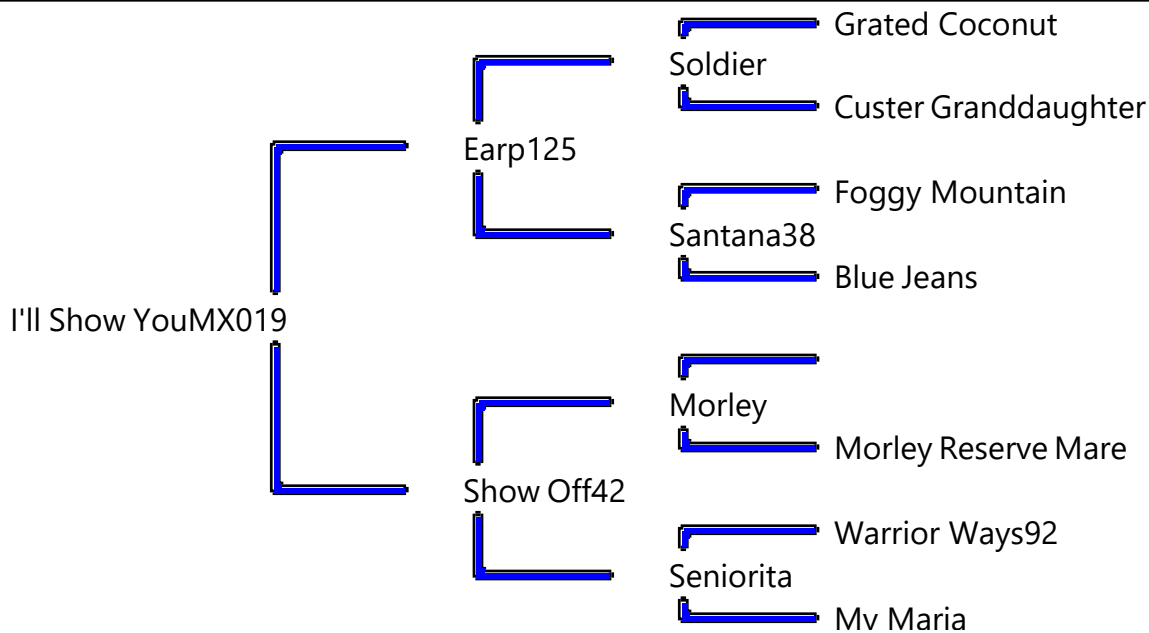 Grated Coconut
Soldier
Custer Granddaughter
Earp125
Foggy Mountain
Santana38
Blue Jeans
I'll Show YouMX019
Morley
Morley Reserve Mare
Show Off42
Warrior Ways92
Seniorita
My Maria